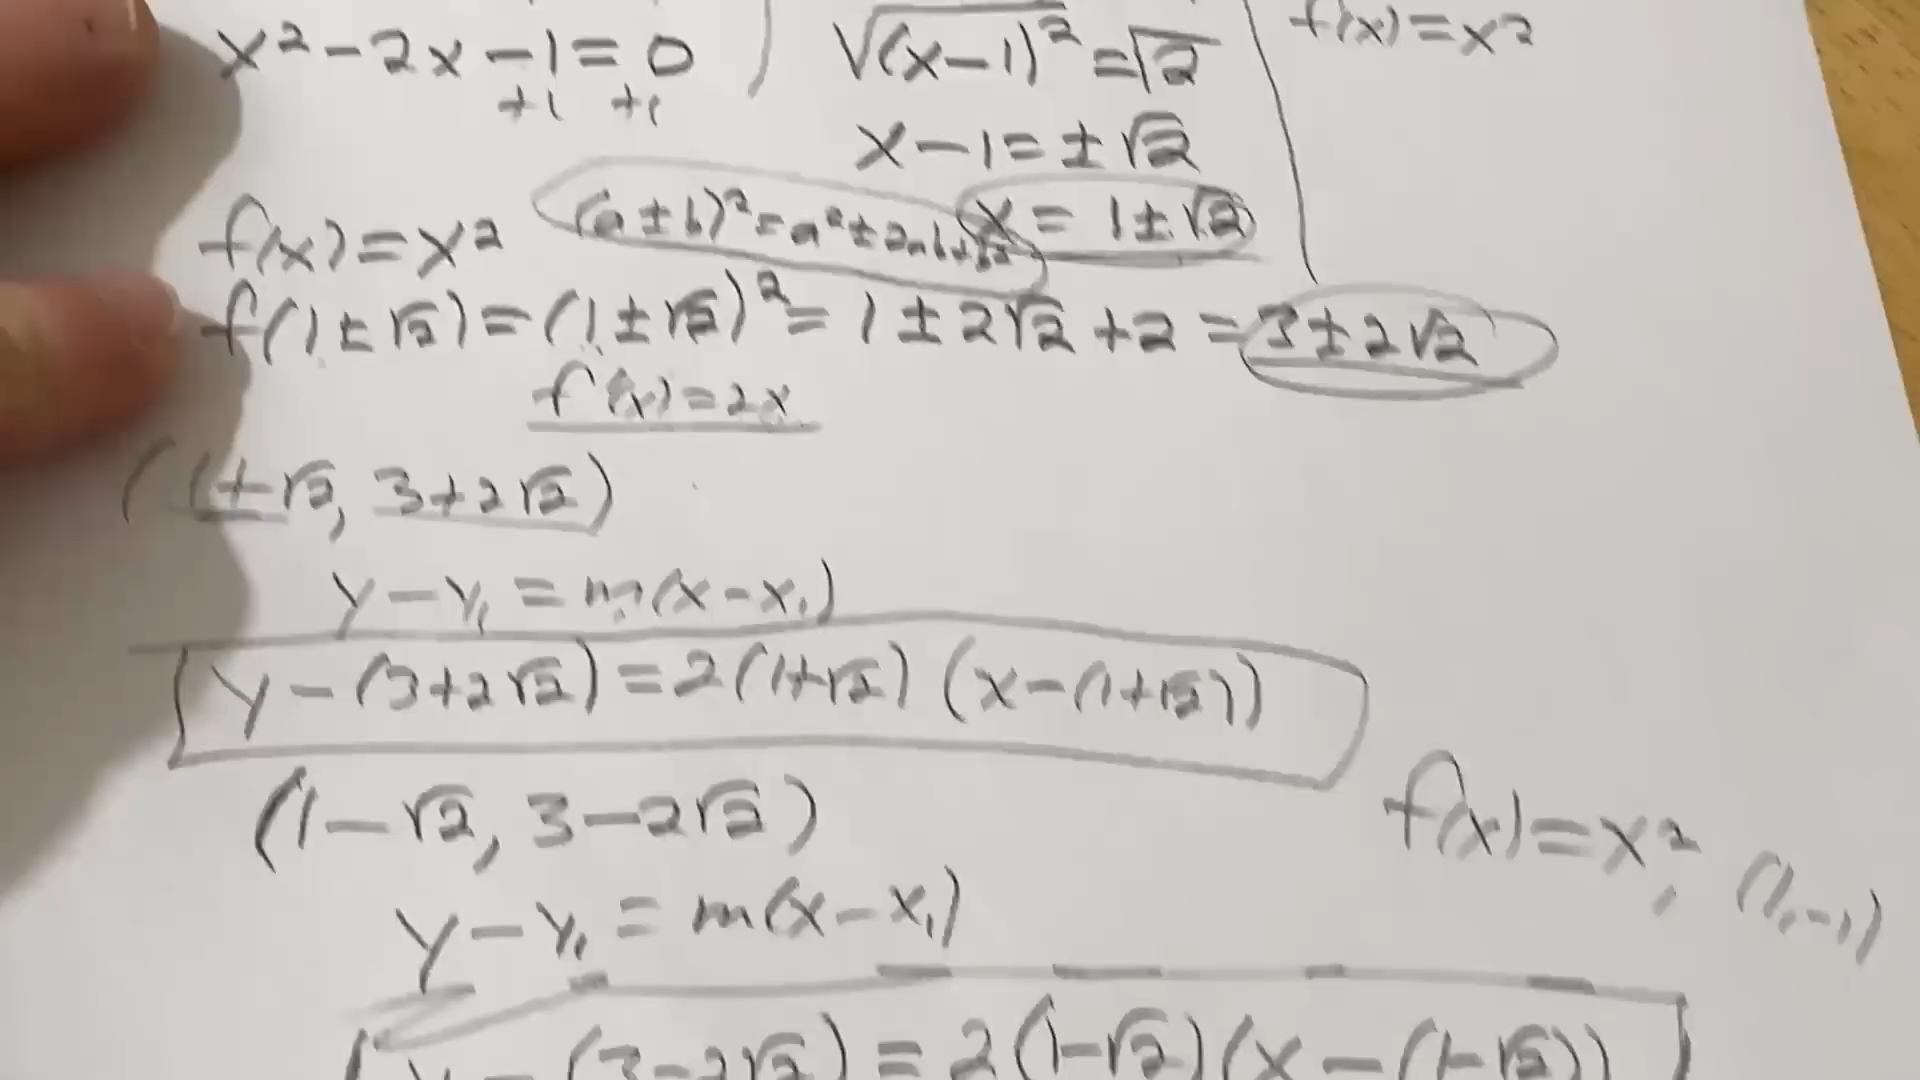 x² - 2x - 1 = 0
+1 +1
√(x-1)² = √2
x - 1 = ± √2
x = 1 ± √2
f(x) = x²
f(x) = x²
(a ± b)² = a² ± 2ab + b²
f(1 ± √2) = (1 ± √2)² = 1 ± 2√2 + 2 = 3 ± 2√2
f'(x) = 2x
(1+√2, 3+2√2)
y - y₁ = m(x - x₁)
y - (3+2√2) = 2(1+√2) (x - (1+√2))
(1 - √2, 3 - 2√2)
f(x) = x², (1,-1)
y - y₁ = m(x - x₁)
y - (3-2√2) = 2(1-√2)(x - (1-√2))